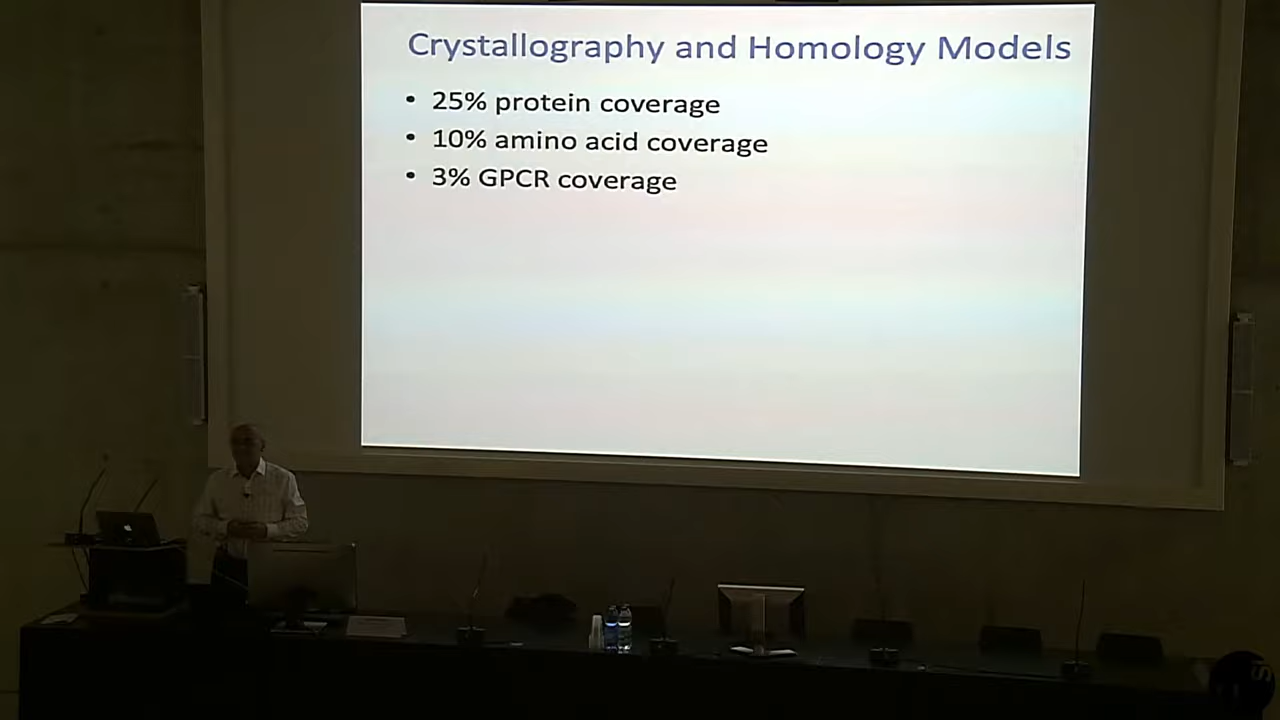 Crystallography and Homology Models
• 25% protein coverage
• 10% amino acid coverage
• 3% GPCR coverage